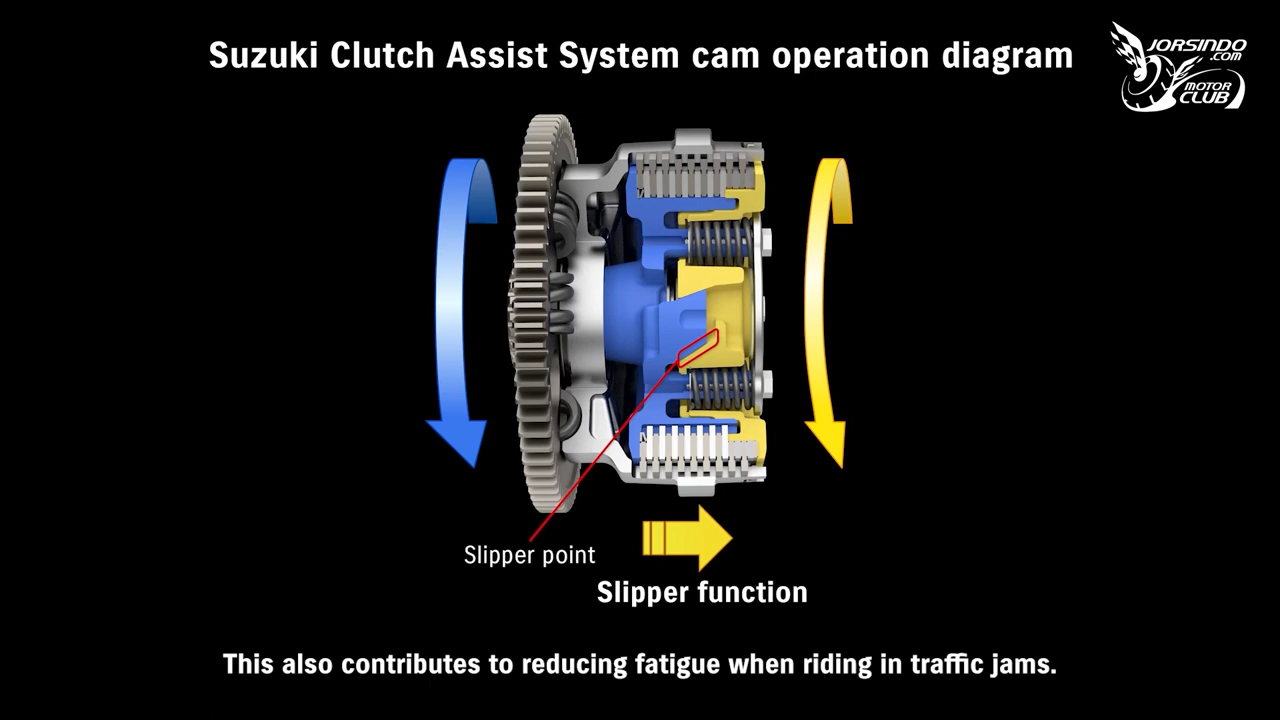 Suzuki Clutch Assist System cam operation diagram
JORSINDO
.COM
MOTOR
CLUB
Slipper point
Slipper function
This also contributes to reducing fatigue when riding in traffic jams.